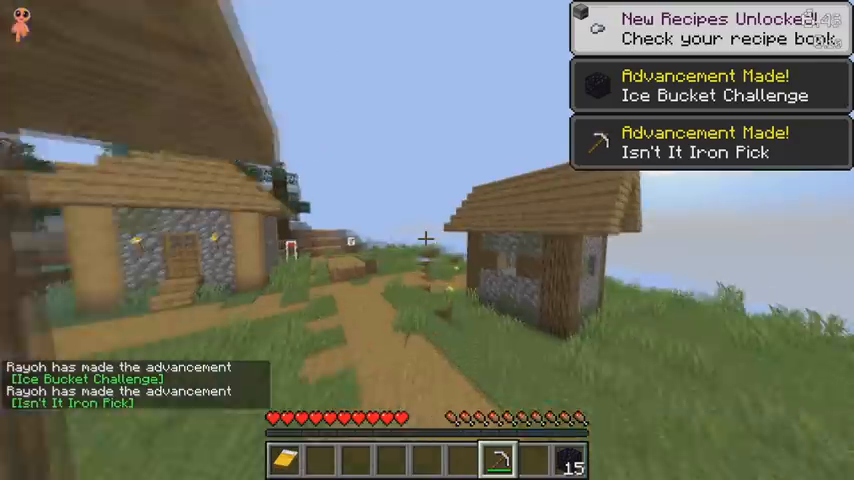 New Recipes Unlocked!
Check your recipe book
Advancement Made!
Ice Bucket Challenge
Advancement Made!
Isn't It Iron Pick
Rayoh has made the advancement
[Ice Bucket Challenge]
Rayoh has made the advancement
[Isn't It Iron Pick]
15